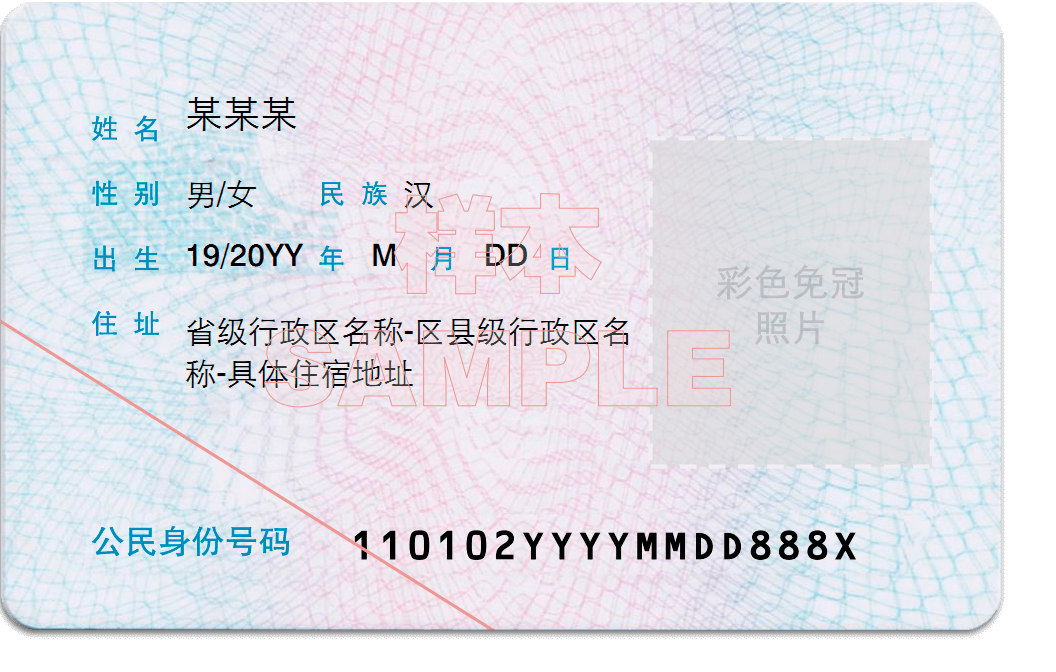 姓名 某某某
性别 男/女 民族 汉
出生 19/20YY 年 M 月 DD 日
住址 省级行政区名称-区县级行政区名
称-具体住宿地址
彩色免冠
照片
样本
SAMPLE
公民身份号码 110102YYYYMMDD888X